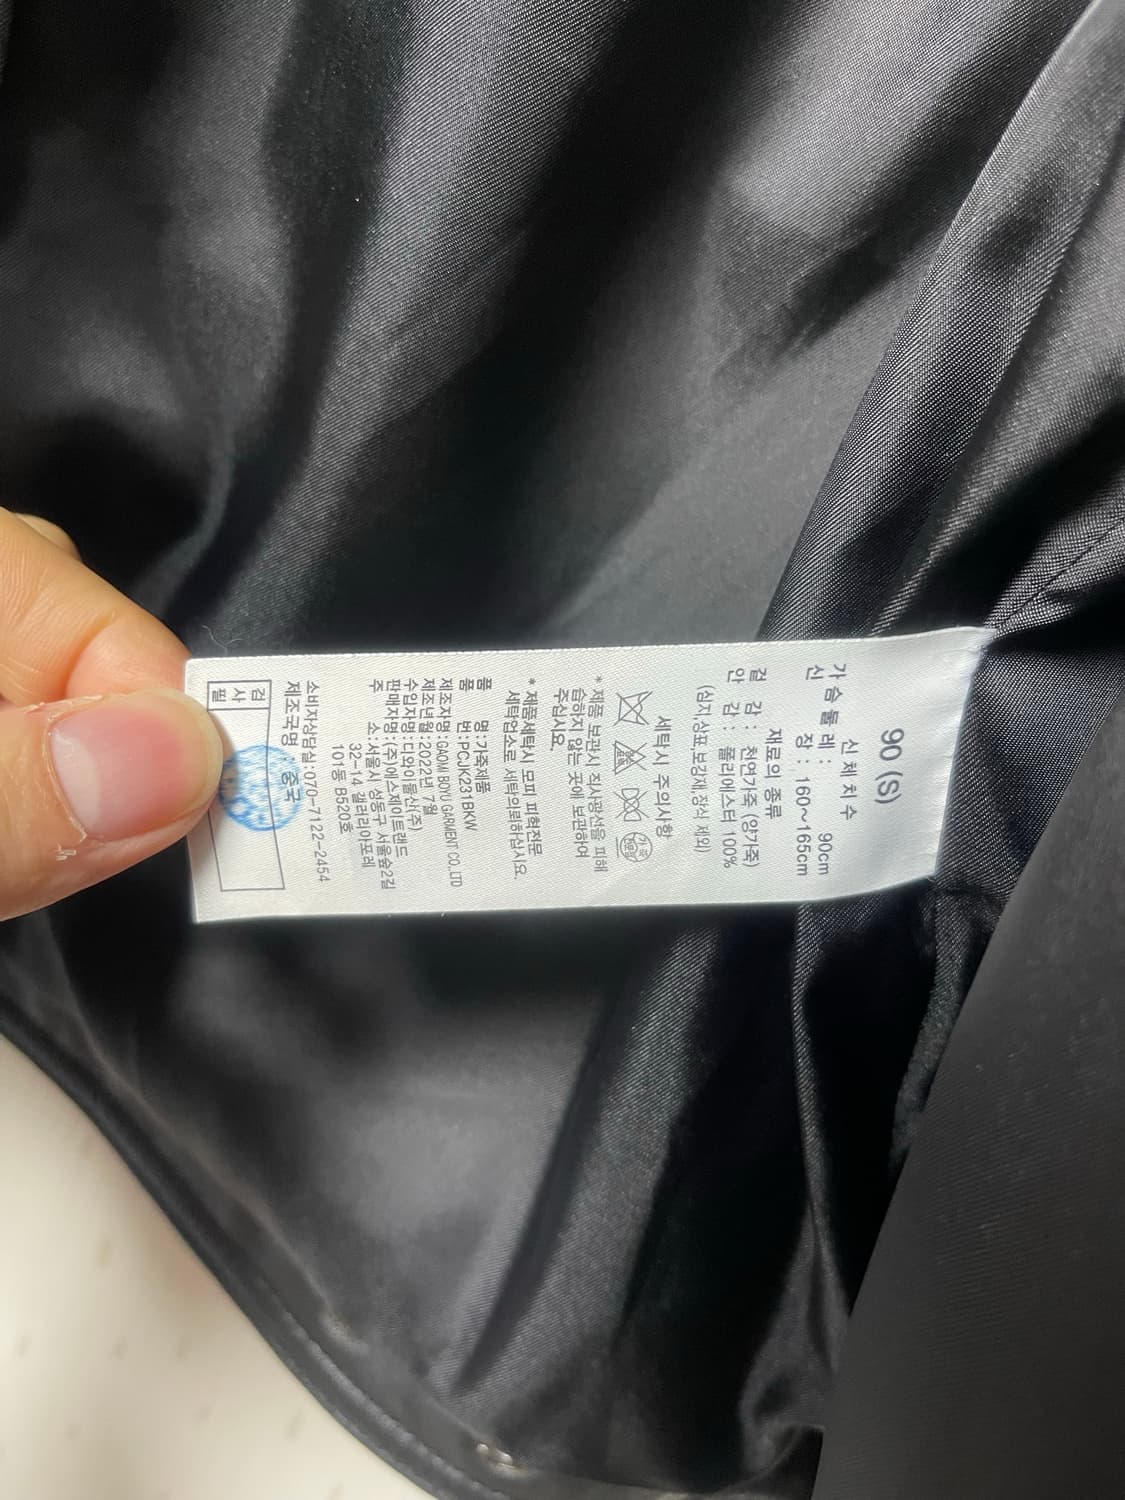 90 (S)
신체치수
가슴둘레 : 90cm
신 장 : 160~165cm
재료의 종류
겉 감 : 천연가죽 (양가죽)
안 감 : 폴리에스터 100%
(심지,상표,보강재,장식 제외)
세탁시 주의사항
* 제품 보관시 직사광선을 피해
습하지 않는 곳에 보관하여
주십시요.
* 제품세탁시 모피 피혁전문
세탁업소로 세탁의뢰하십시요.
품 명:가죽제품
품 번:PCJK231BKW
제조자명:GAOMI BOYU GARMENT CO.,LTD
제조년월:2022년 7월
수입자명:디와이물산(주)
판매자명:(주)에스제이트랜드
주 소:서울시 성동구 서울숲2길
32-14 갤러리아포레
101동 B520호
소비자상담실:070-7122-2454
제조국명 : 중국
검사필